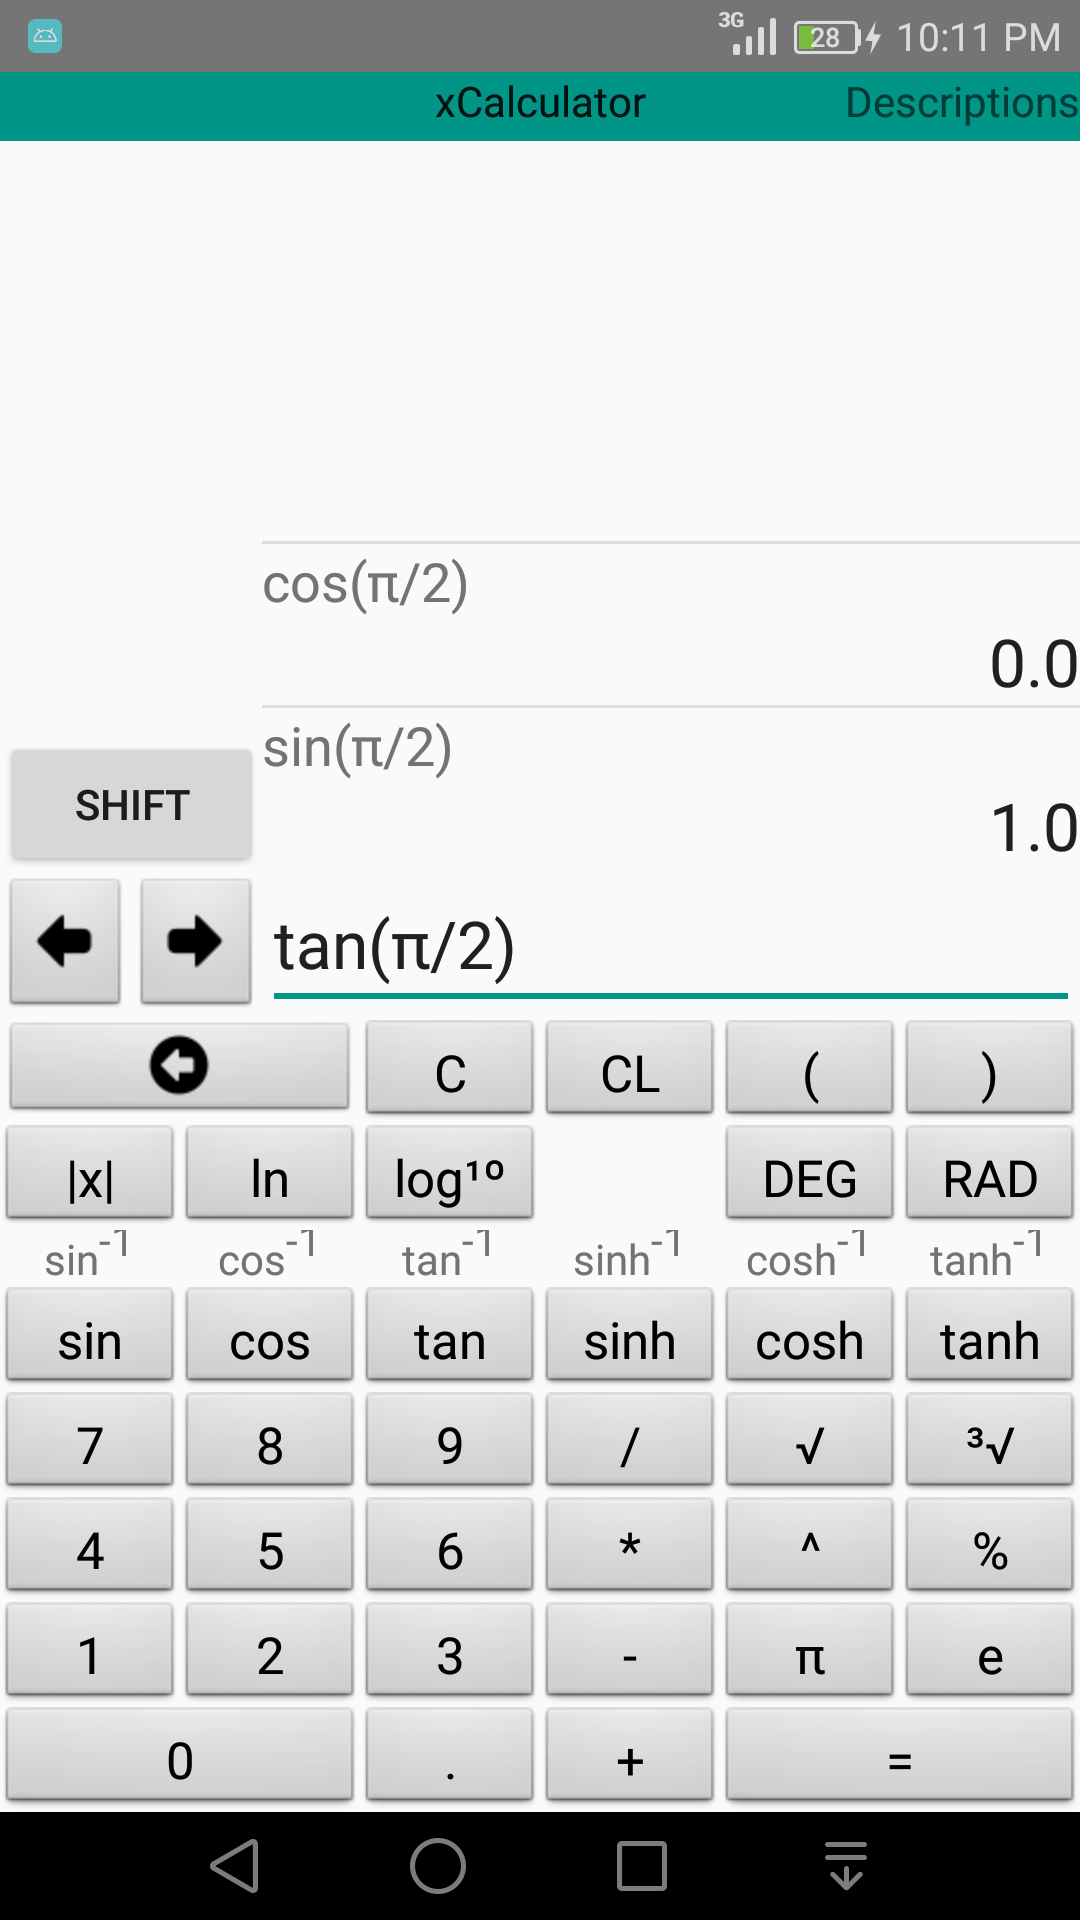 3G 28 10:11 PM
xCalculator Descriptions
cos(π/2)
0.0
sin(π/2)
1.0
SHIFT
tan(π/2)
C CL ( )
|x| ln log¹⁰ DEG RAD
sin⁻¹ cos⁻¹ tan⁻¹ sinh⁻¹ cosh⁻¹ tanh⁻¹
sin cos tan sinh cosh tanh
7 8 9 / √ ³√
4 5 6 * ^ %
1 2 3 - π e
0 . + =